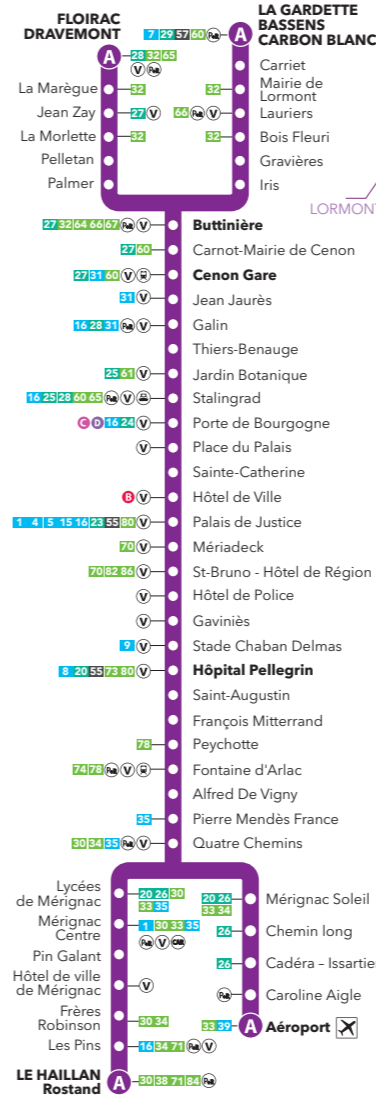 FLOIRAC
DRAVEMONT
A
28 32 65
V P+R
La Marègue 32
Jean Zay 27 V
La Morlette 32
Pelletan
Palmer
7 29 57 60 P+R A
LA GARDETTE
BASSENS
CARBON BLANC
Carriet
32 Mairie de
Lormont
66 P+R V Lauriers
32 Bois Fleuri
Gravières
Iris
LORMONT
27 32 64 66 67 P+R V Buttinière
27 60 Carnot-Mairie de Cenon
27 31 60 V Cenon Gare
31 V Jean Jaurès
16 28 31 P+R V Galin
Thiers-Benauge
25 61 V Jardin Botanique
16 25 28 60 65 P+R V Stalingrad
C D 16 24 V Porte de Bourgogne
V Place du Palais
Sainte-Catherine
B V Hôtel de Ville
1 4 5 15 16 23 55 80 V Palais de Justice
70 V Mériadeck
70 82 86 V St-Bruno - Hôtel de Région
V Hôtel de Police
V Gaviniès
9 V Stade Chaban Delmas
8 20 55 73 80 V Hôpital Pellegrin
Saint-Augustin
François Mitterrand
78 Peychotte
74 78 P+R V Fontaine d'Arlac
Alfred De Vigny
35 Pierre Mendès France
30 34 35 P+R V Quatre Chemins
Lycées
de Mérignac
20 26 30
33 35
Mérignac
Centre
1 30 33 35
P+R V CAR
Pin Galant
Hôtel de ville
de Mérignac
V
Frères
Robinson
30 34
Les Pins 16 34 71 P+R V
LE HAILLAN
Rostand
A 30 38 71 84 P+R
20 26
33 34
Mérignac Soleil
26 Chemin long
26 Cadéra – Issartier
P+R Caroline Aigle
33 39 A Aéroport